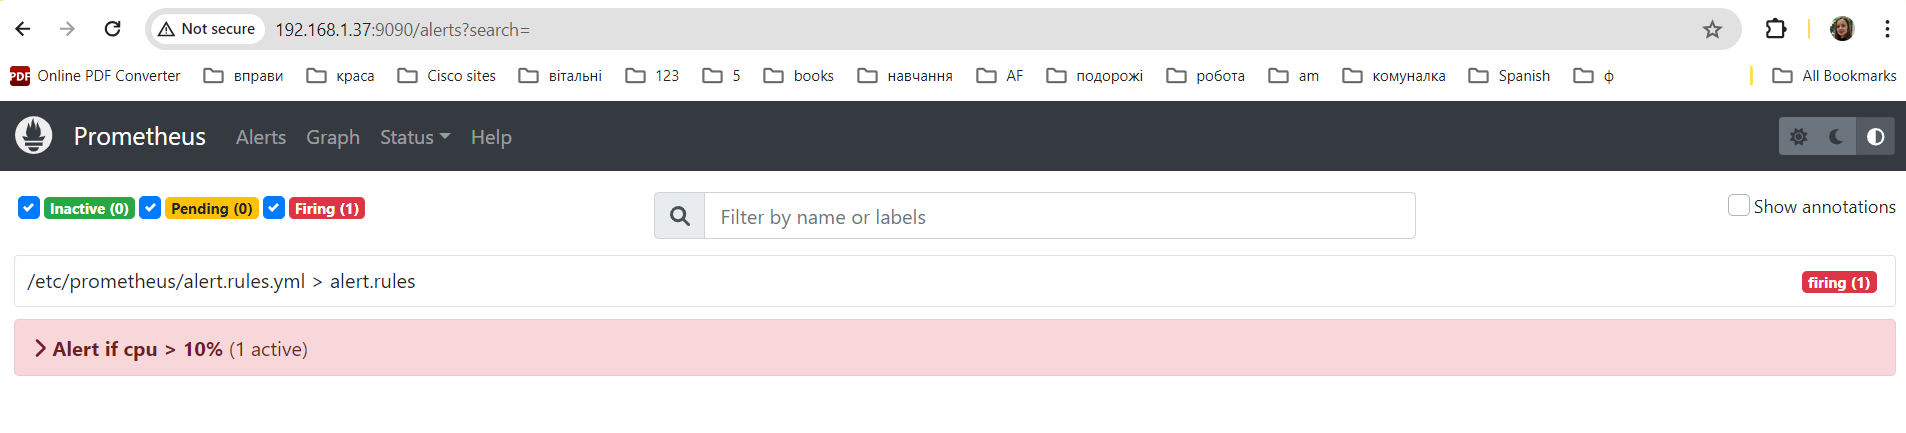 Not secure 192.168.1.37:9090/alerts?search=
PDF Online PDF Converter вправи краса Cisco sites вітальні 123 5 books навчання AF подорожі робота am комуналка Spanish ф All Bookmarks
Prometheus Alerts Graph Status Help
Inactive (0) Pending (0) Firing (1) Filter by name or labels Show annotations
/etc/prometheus/alert.rules.yml > alert.rules firing (1)
Alert if cpu > 10% (1 active)